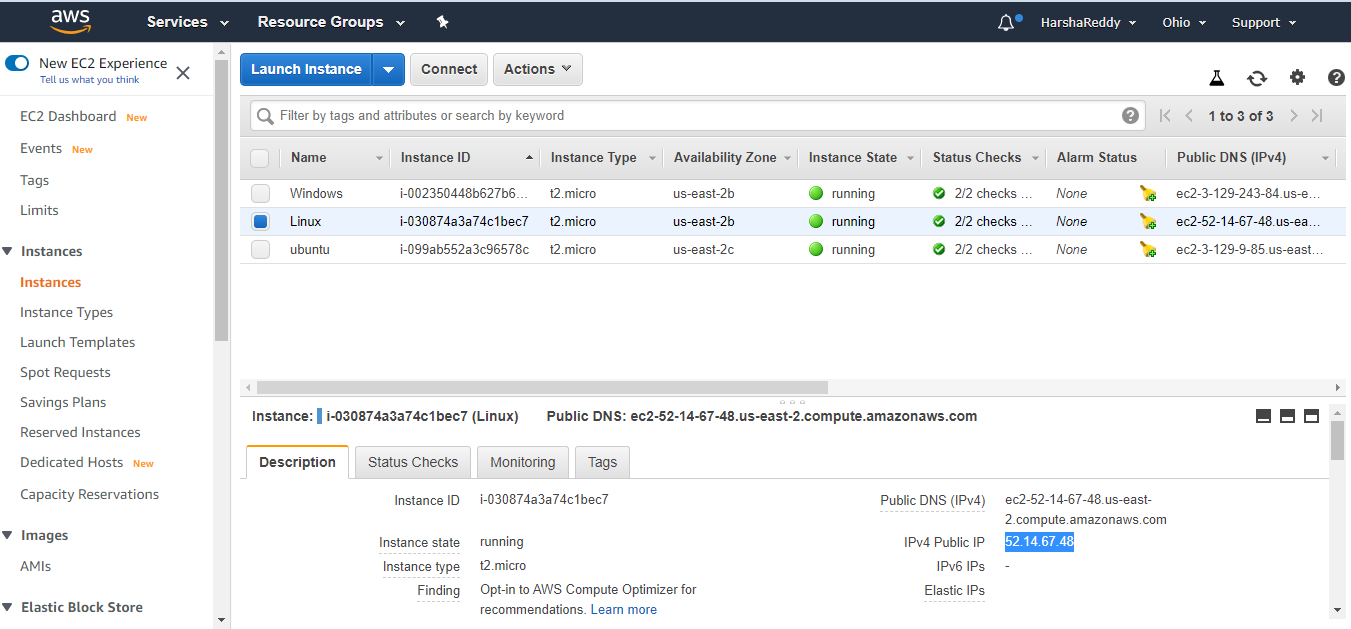 aws Services Resource Groups HarshaReddy Ohio Support
New EC2 Experience
Tell us what you think
EC2 Dashboard New
Events New
Tags
Limits
Instances
Instances
Instance Types
Launch Templates
Spot Requests
Savings Plans
Reserved Instances
Dedicated Hosts New
Capacity Reservations
Images
AMIs
Elastic Block Store
Launch Instance Connect Actions
Filter by tags and attributes or search by keyword ? 1 to 3 of 3
Name Instance ID Instance Type Availability Zone Instance State Status Checks Alarm Status Public DNS (IPv4)
Windows i-002350448b627b6... t2.micro us-east-2b running 2/2 checks ... None ec2-3-129-243-84.us-e...
Linux i-030874a3a74c1bec7 t2.micro us-east-2b running 2/2 checks ... None ec2-52-14-67-48.us-ea...
ubuntu i-099ab552a3c96578c t2.micro us-east-2c running 2/2 checks ... None ec2-3-129-9-85.us-east...
Instance: i-030874a3a74c1bec7 (Linux) Public DNS: ec2-52-14-67-48.us-east-2.compute.amazonaws.com
Description Status Checks Monitoring Tags
Instance ID i-030874a3a74c1bec7
Instance state running
Instance type t2.micro
Finding Opt-in to AWS Compute Optimizer for
recommendations. Learn more
Public DNS (IPv4) ec2-52-14-67-48.us-east-
2.compute.amazonaws.com
IPv4 Public IP 52.14.67.48
IPv6 IPs -
Elastic IPs